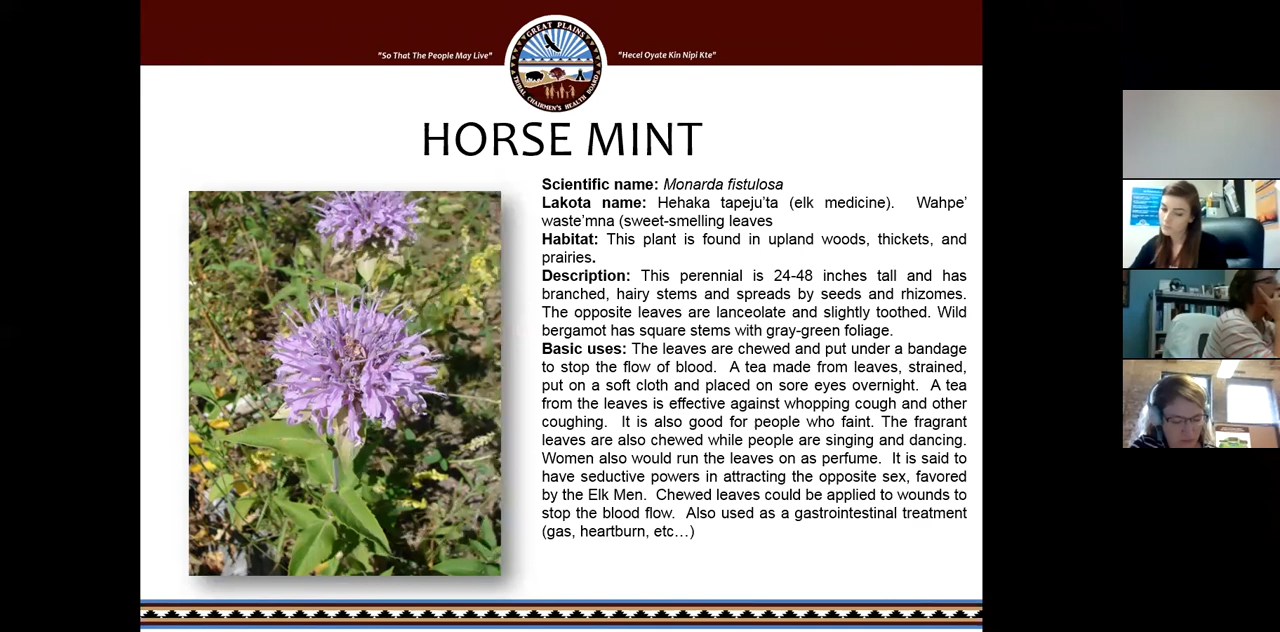 "So That The People May Live"
GREAT PLAINS
TRIBAL CHAIRMEN'S HEALTH BOARD
"Hecel Oyate Kin Nipi Kte"
HORSE MINT
Scientific name: Monarda fistulosa
Lakota name: Hehaka tapeju'ta (elk medicine). Wahpe'
waste'mna (sweet-smelling leaves
Habitat: This plant is found in upland woods, thickets, and
prairies.
Description: This perennial is 24-48 inches tall and has
branched, hairy stems and spreads by seeds and rhizomes.
The opposite leaves are lanceolate and slightly toothed. Wild
bergamot has square stems with gray-green foliage.
Basic uses: The leaves are chewed and put under a bandage
to stop the flow of blood. A tea made from leaves, strained,
put on a soft cloth and placed on sore eyes overnight. A tea
from the leaves is effective against whopping cough and other
coughing. It is also good for people who faint. The fragrant
leaves are also chewed while people are singing and dancing.
Women also would run the leaves on as perfume. It is said to
have seductive powers in attracting the opposite sex, favored
by the Elk Men. Chewed leaves could be applied to wounds to
stop the blood flow. Also used as a gastrointestinal treatment
(gas, heartburn, etc…)